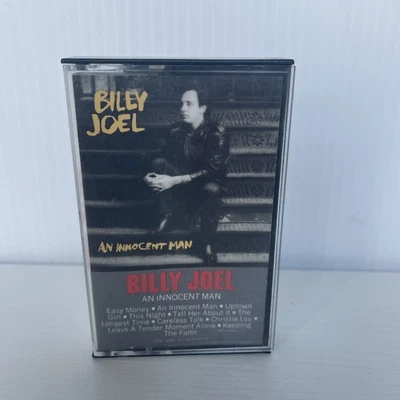 BILLY
JOEL
AN INNOCENT MAN
BILLY JOEL
AN INNOCENT MAN
Easy Money • An Innocent Man • Uptown
Girl • This Night • Tell Her About It • The
Longest Time • Careless Talk • Christie Lee •
Leave A Tender Moment Alone • Keeping
The Faith